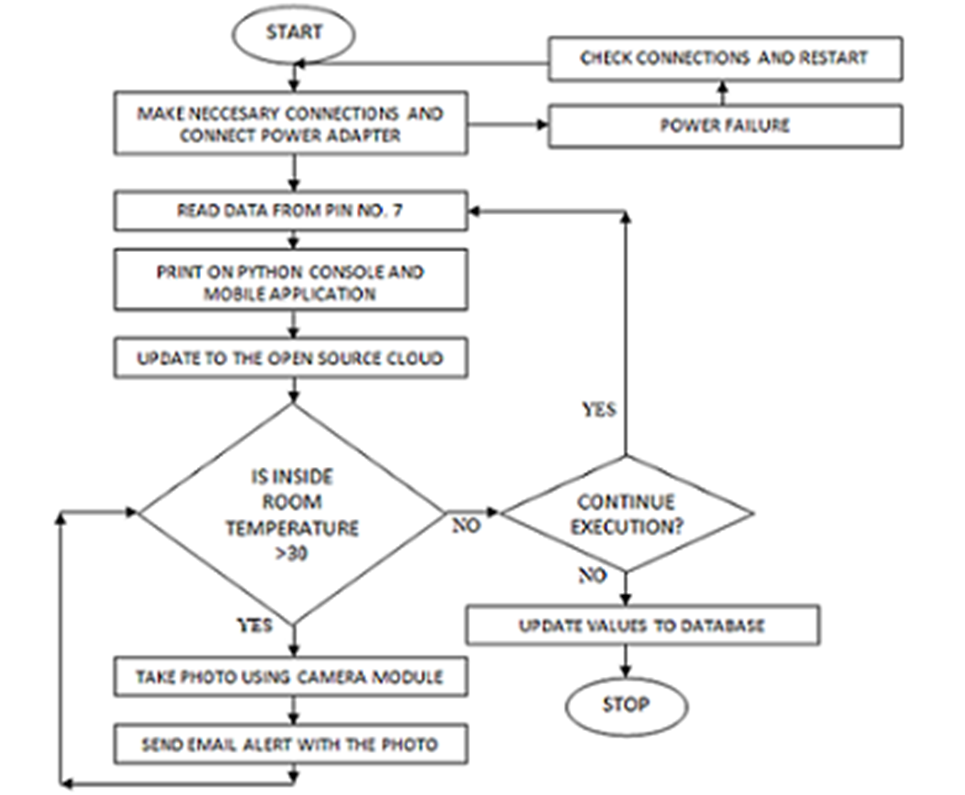 START
CHECK CONNECTIONS AND RESTART
MAKE NECCESARY CONNECTIONS AND
CONNECT POWER ADAPTER
POWER FAILURE
READ DATA FROM PIN NO. 7
PRINT ON PYTHON CONSOLE AND
MOBILE APPLICATION
UPDATE TO THE OPEN SOURCE CLOUD
YES
IS INSIDE
ROOM
TEMPERATURE
>30
NO
CONTINUE
EXECUTION?
NO
YES
UPDATE VALUES TO DATABASE
TAKE PHOTO USING CAMERA MODULE
STOP
SEND EMAIL ALERT WITH THE PHOTO